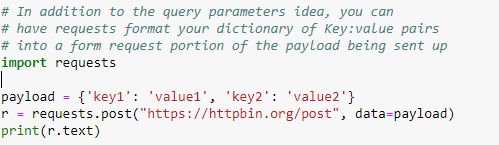 # In addition to the query parameters idea, you can
# have requests format your dictionary of Key:value pairs
# into a form request portion of the payload being sent up
import requests
payload = {'key1': 'value1', 'key2': 'value2'}
r = requests.post("https://httpbin.org/post", data=payload)
print(r.text)